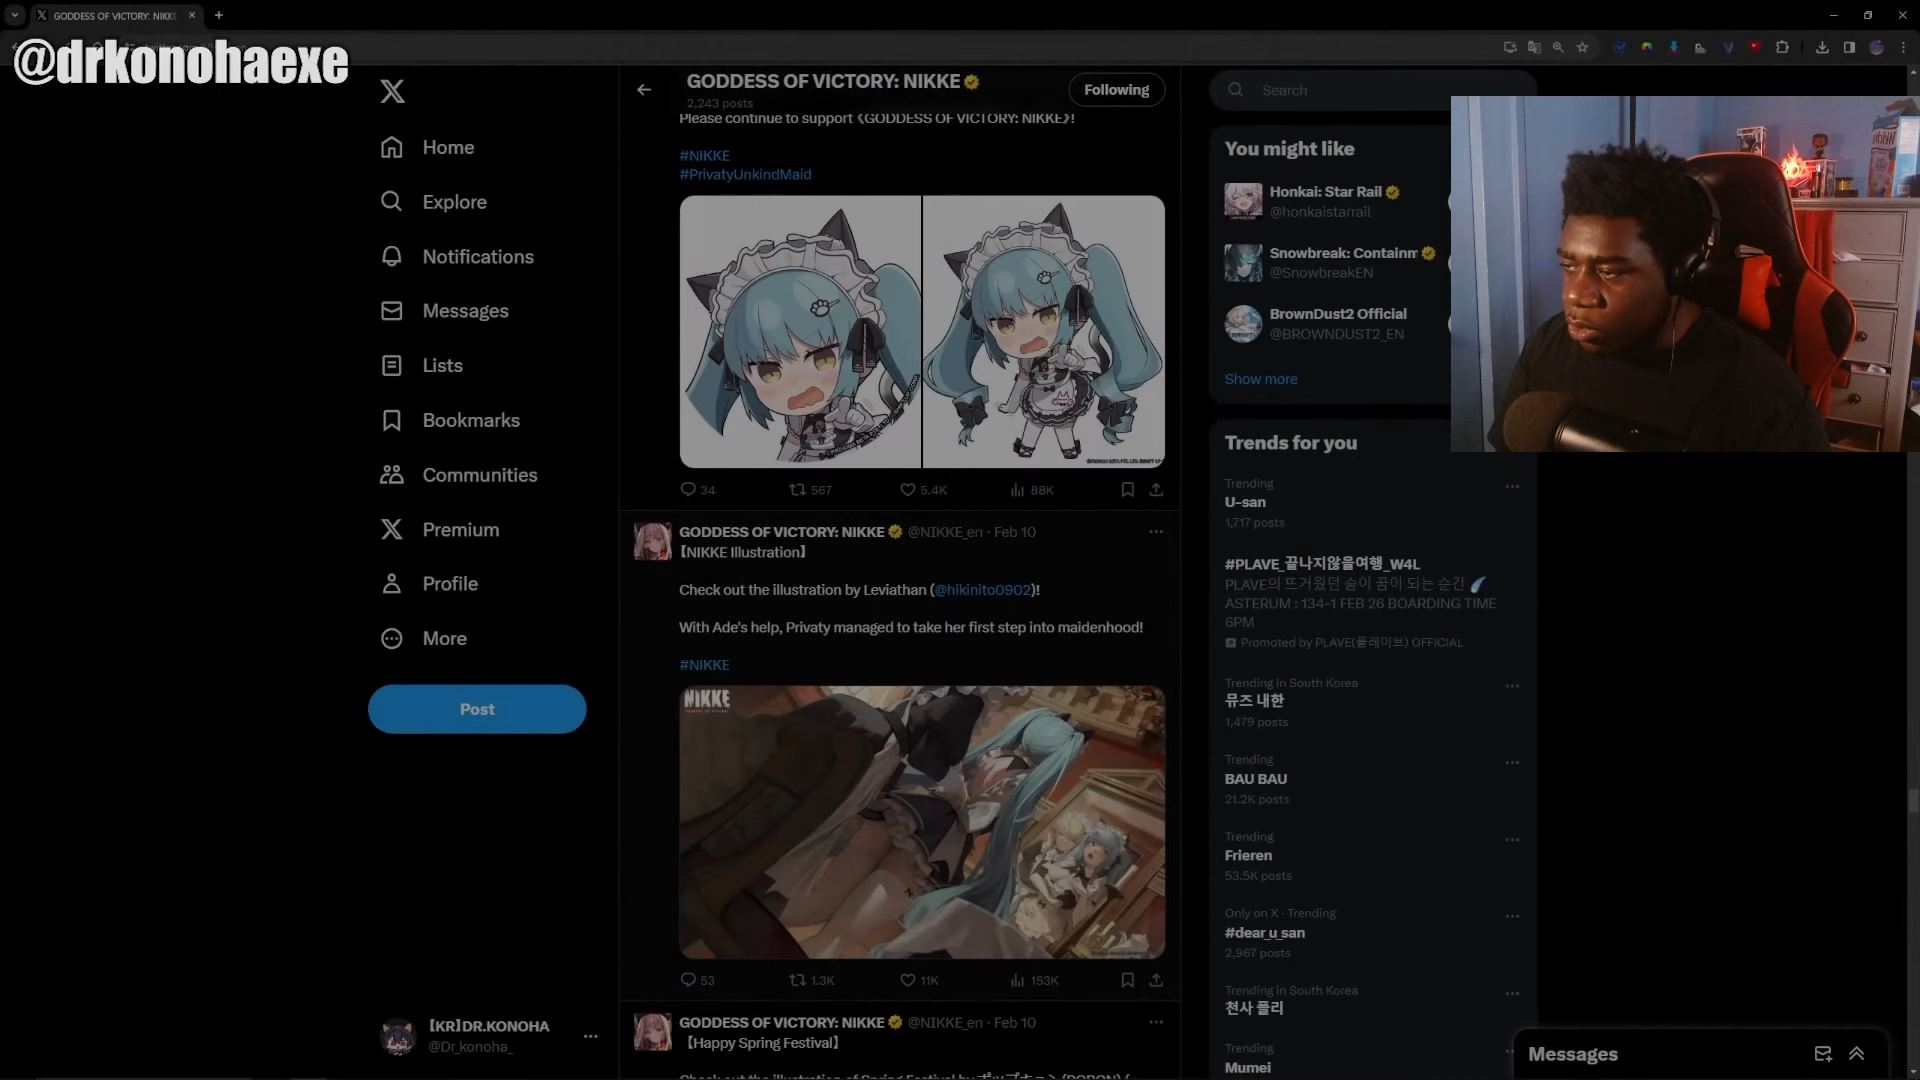 GODDESS OF VICTORY: NIKKE
@drkonohaexe
Home
Explore
Notifications
Messages
Lists
Bookmarks
Communities
Premium
Profile
More
Post
【KR】DR.KONOHA
@Dr_konoha_
GODDESS OF VICTORY: NIKKE
2,243 posts
Following
Please continue to support 《GODDESS OF VICTORY: NIKKE》!
#NIKKE
#PrivatyUnkindMaid
34
567
5.4K
88K
GODDESS OF VICTORY: NIKKE @NIKKE_en · Feb 10
【NIKKE Illustration】
Check out the illustration by Leviathan (@hikinito0902)!
With Ade's help, Privaty managed to take her first step into maidenhood!
#NIKKE
NIKKE
53
1.3K
11K
153K
GODDESS OF VICTORY: NIKKE @NIKKE_en · Feb 10
【Happy Spring Festival】
Search
You might like
Honkai: Star Rail
@honkaistarrail
Snowbreak: Containm
@SnowbreakEN
BrownDust2 Official
@BROWNDUST2_EN
Show more
Trends for you
Trending
U-san
1,717 posts
#PLAVE_끝나지않을여행_W4L
PLAVE의 뜨거웠던 숨이 꿈이 되는 순간
ASTERUM : 134-1 FEB 26 BOARDING TIME
6PM
Promoted by PLAVE(플레이브) OFFICIAL
Trending in South Korea
뮤즈 내한
1,479 posts
Trending
BAU BAU
21.2K posts
Trending
Frieren
53.5K posts
Only on X · Trending
#dear_u_san
2,967 posts
Trending in South Korea
천사 플리
Trending
Mumei
Messages